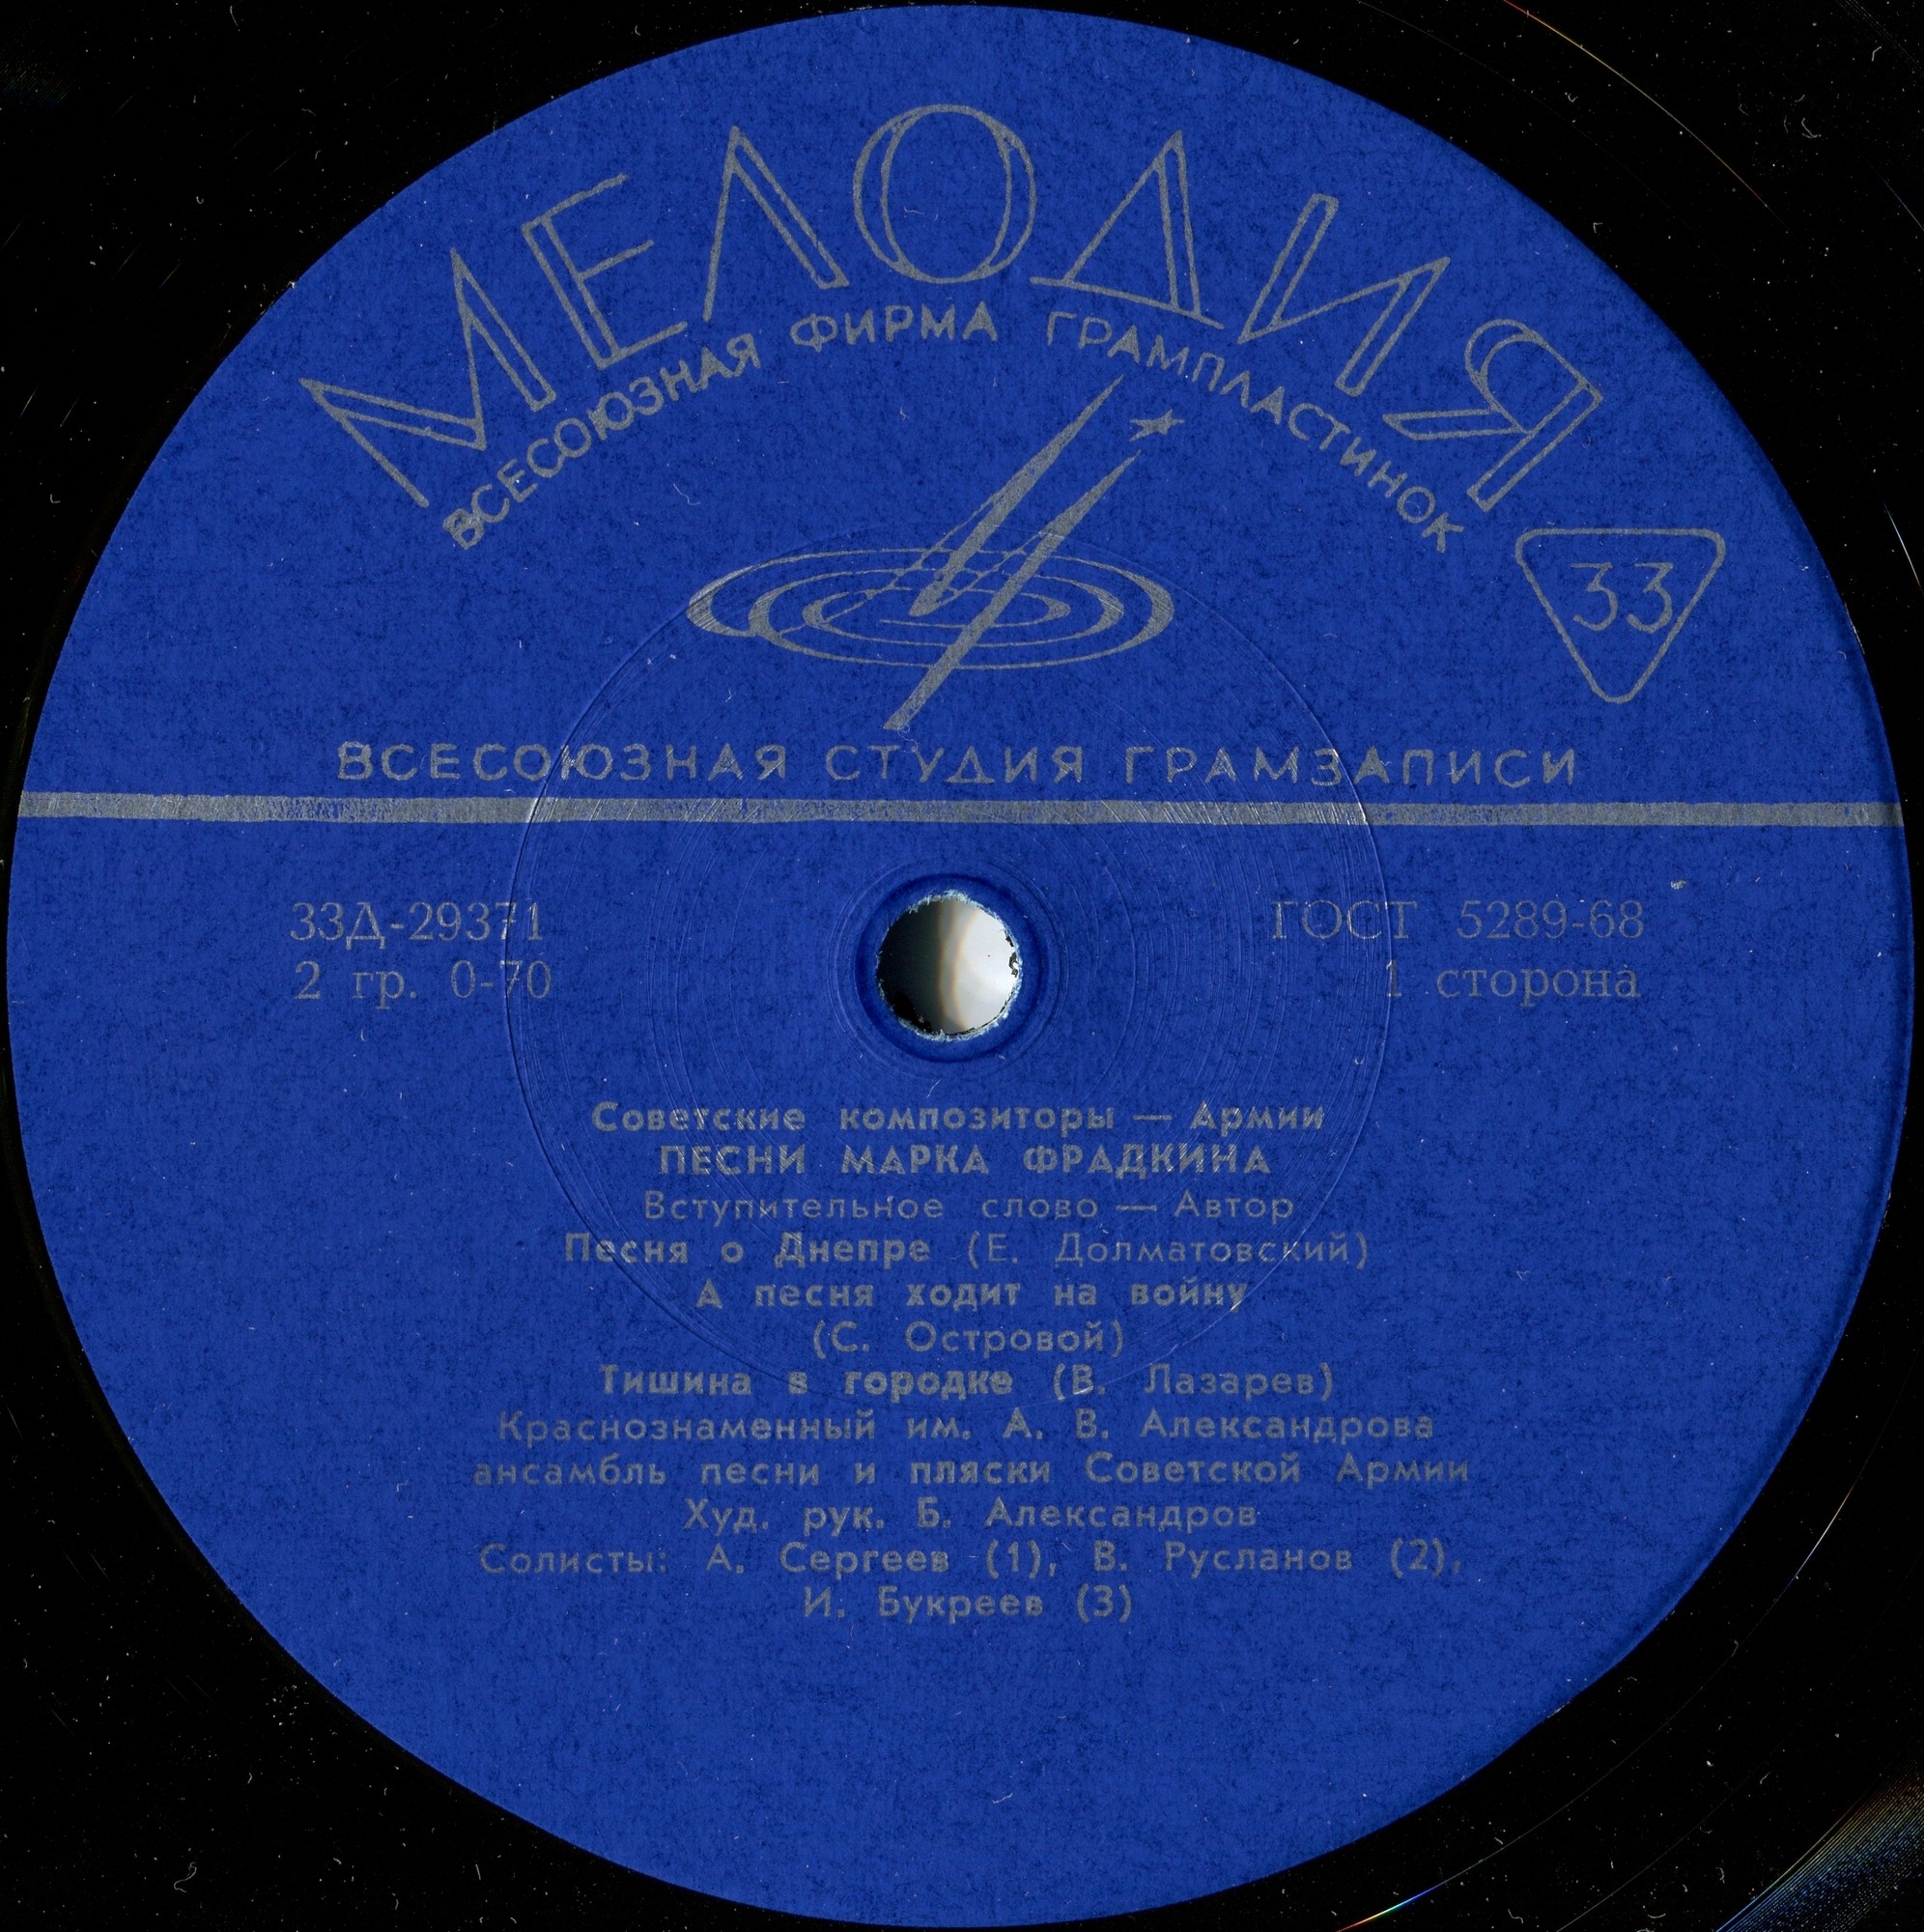 МЕЛОДИЯ
ВСЕСОЮЗНАЯ ФИРМА ГРАМПЛАСТИНОК
33
ВСЕСОЮЗНАЯ СТУДИЯ ГРАМЗАПИСИ
33Д-29371
ГОСТ 5289-68
2 гр. 0-70
1 сторона
Советские композиторы — Армии
ПЕСНИ МАРКА ФРАДКИНА
Вступительное слово — Автор
Песня о Днепре (Е. Долматовский)
А песня ходит на войну
(С. Островой)
Тишина в городке (В. Лазарев)
Краснознаменный им. А. В. Александрова
ансамбль песни и пляски Советской Армии
Худ. рук. Б. Александров
Солисты: А. Сергеев (1), В. Русланов (2),
И. Букреев (3)